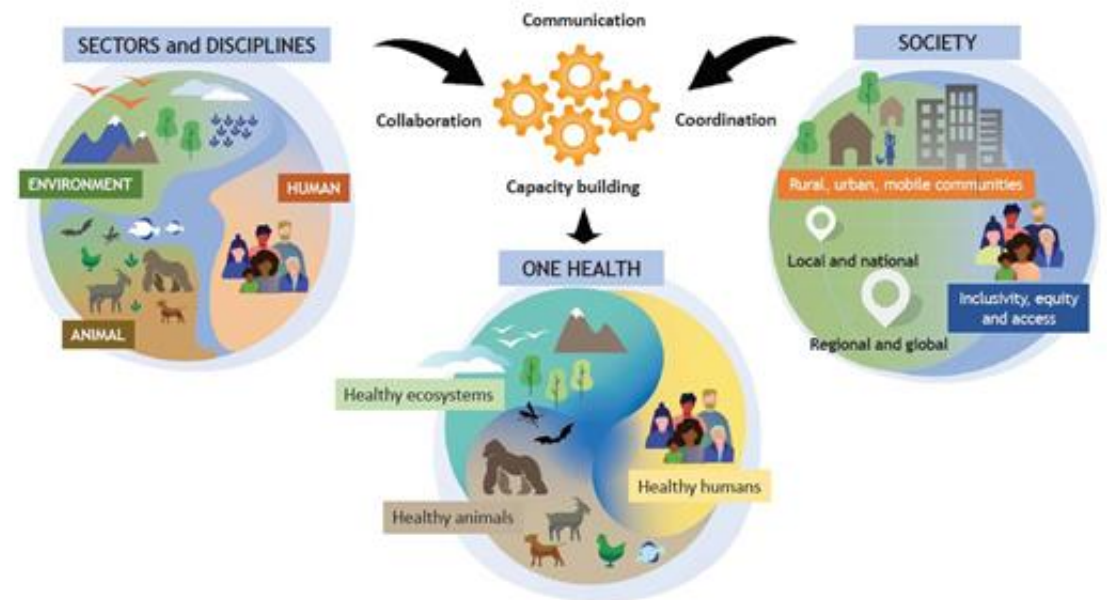 Communication
SECTORS and DISCIPLINES
SOCIETY
Collaboration
Coordination
ENVIRONMENT
HUMAN
Capacity building
Rural, urban, mobile communities
ONE HEALTH
Local and national
Inclusivity, equity
and access
ANIMAL
Regional and global
Healthy ecosystems
Healthy humans
Healthy animals